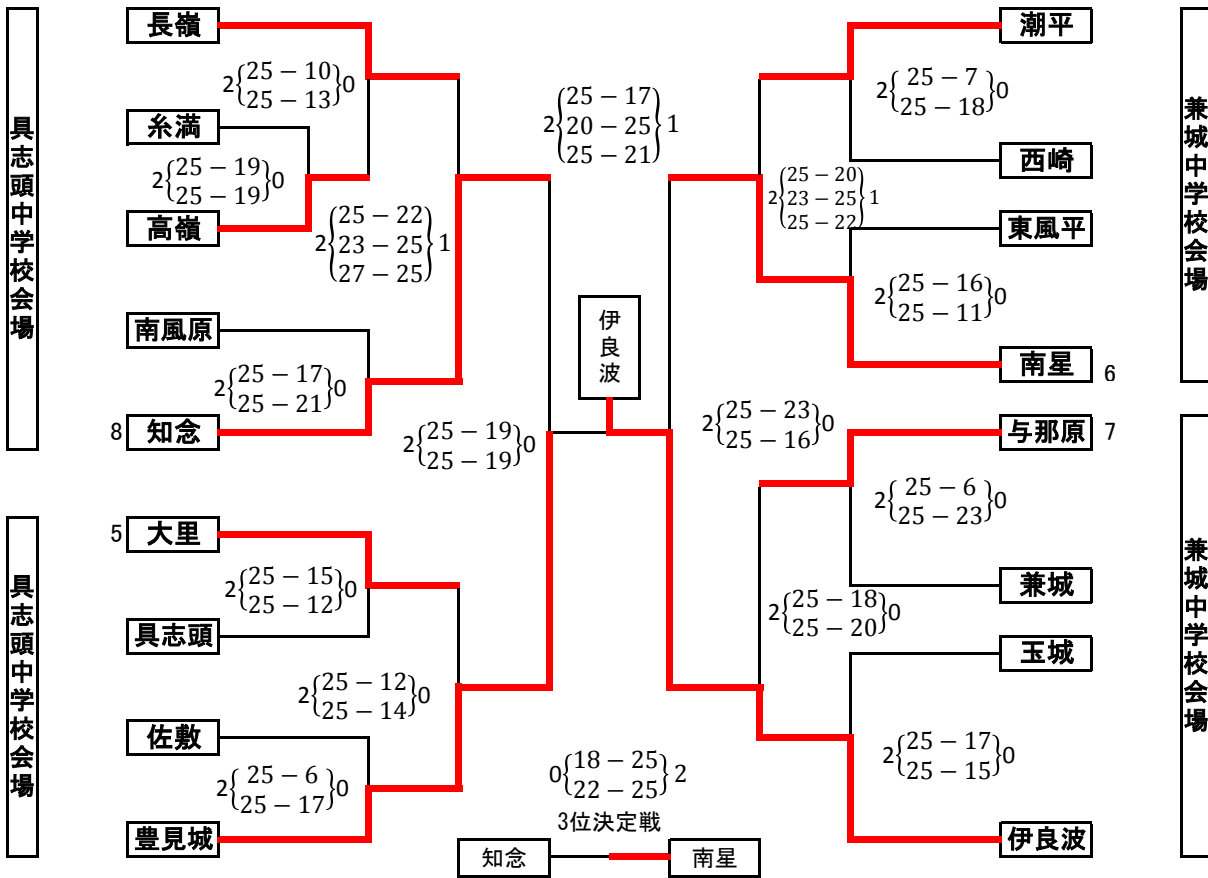 具志頭中学校会場
長嶺
2{25 − 10
25 − 13}0
糸満
2{25 − 19
25 − 19}0
高嶺
2{25 − 22
23 − 25
27 − 25}1
南風原
2{25 − 17
25 − 21}0
8 知念
具志頭中学校会場
5 大里
2{25 − 15
25 − 12}0
具志頭
2{25 − 12
25 − 14}0
佐敷
2{25 − 6
25 − 17}0
豊見城
2{25 − 17
20 − 25
25 − 21}1
伊良波
2{25 − 19
25 − 19}0
0{18 − 25
22 − 25}2
3位決定戦
知念 南星
兼城中学校会場
潮平
2{25 − 7
25 − 18}0
西崎
2{25 − 20
23 − 25
25 − 22}1
東風平
2{25 − 16
25 − 11}0
南星 6
兼城中学校会場
2{25 − 23
25 − 16}0
与那原 7
2{25 − 6
25 − 23}0
兼城
2{25 − 18
25 − 20}0
玉城
2{25 − 17
25 − 15}0
伊良波